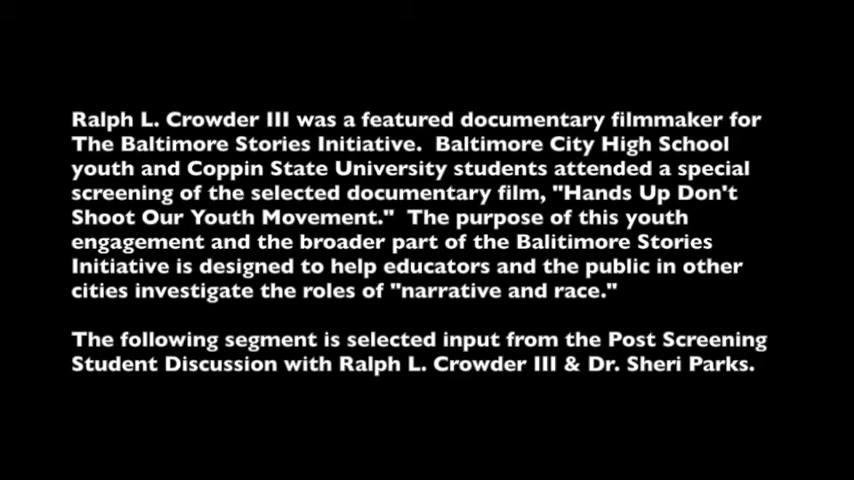 Ralph L. Crowder III was a featured documentary filmmaker for
The Baltimore Stories Initiative.  Baltimore City High School
youth and Coppin State University students attended a special
screening of the selected documentary film, "Hands Up Don't
Shoot Our Youth Movement."  The purpose of this youth
engagement and the broader part of the Balitimore Stories
Initiative is designed to help educators and the public in other
cities investigate the roles of "narrative and race."
The following segment is selected input from the Post Screening
Student Discussion with Ralph L. Crowder III & Dr. Sheri Parks.